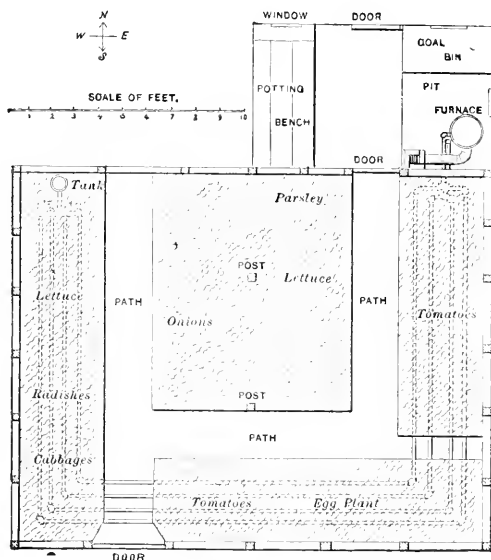 N
W E
S
WINDOW
DOOR
COAL
BIN
SCALE OF FEET.
POTTING
BENCH
PIT
FURNACE
1 2 3 4 5 6 7 8 9 10
DOOR
Tank
Parsley
Lettuce
POST
Lettuce
PATH
PATH
Tomatoes
Onions
Radishes
POST
PATH
Cabbages
Tomatoes
Egg Plant
DOOR